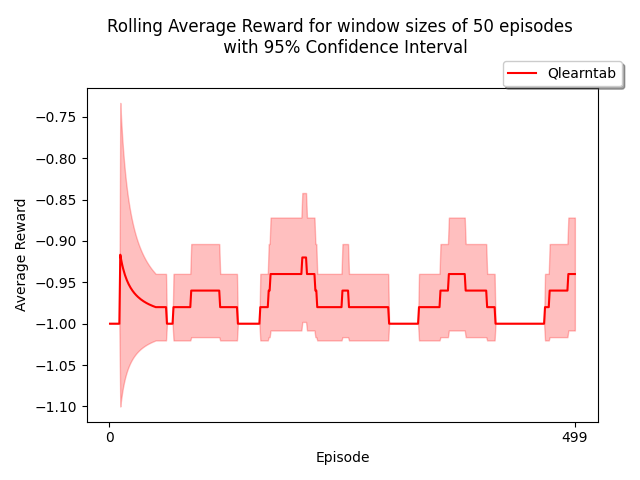 Rolling Average Reward for window sizes of 50 episodes
with 95% Confidence Interval
Qlearntab
−0.75
−0.80
−0.85
−0.90
−0.95
−1.00
−1.05
−1.10
Average Reward
0
499
Episode